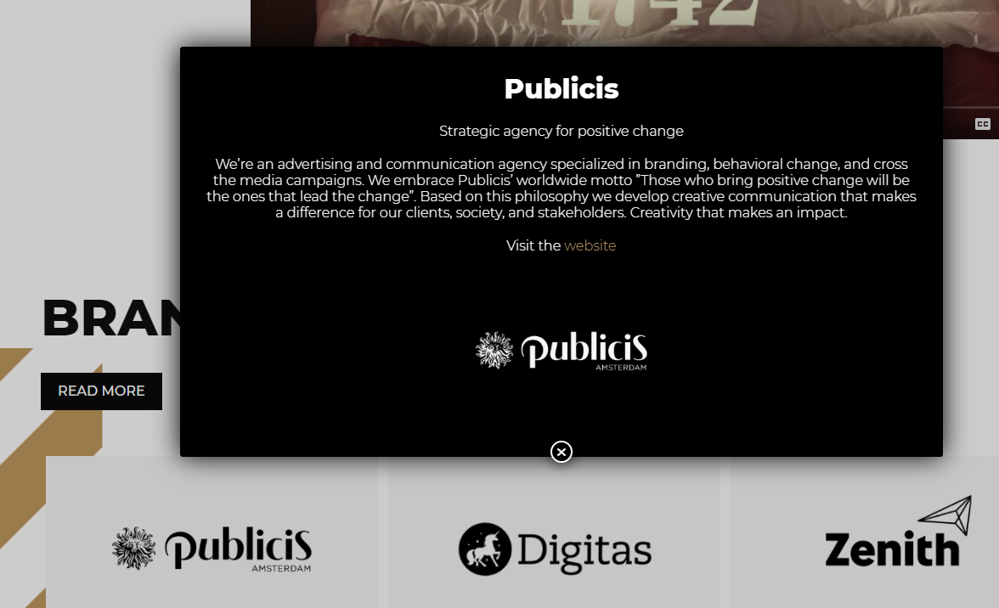 1742
Publicis
Strategic agency for positive change
CC
We’re an advertising and communication agency specialized in branding, behavioral change, and cross
the media campaigns. We embrace Publicis’ worldwide motto "Those who bring positive change will be
the ones that lead the change". Based on this philosophy we develop creative communication that makes
a difference for our clients, society, and stakeholders. Creativity that makes an impact.
Visit the website
BRAN
publiciS
AMSTERDAM
READ MORE
publiciS
AMSTERDAM
Digitas
Zenith